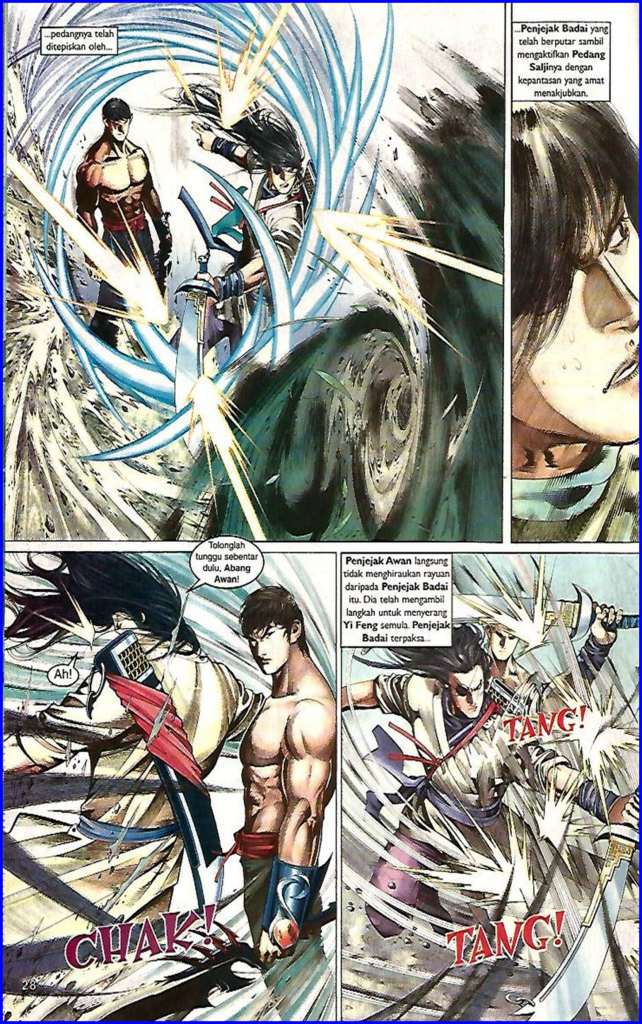 ...pedangnya telah
ditepiskan oleh...
...Penjejak Badai yang
telah berputar sambil
mengaktifkan Pedang
Saljinya dengan
kepantasan yang amat
menakjubkan.
Tolonglah
tunggu sebentar
dulu, Abang
Awan!
Ah!
CHAK!
Penjejak Awan langsung
tidak menghiraukan rayuan
daripada Penjejak Badai
itu. Dia telah mengambil
langkah untuk menyerang
Yi Feng semula. Penjejak
Badai terpaksa...
TANG!
TANG!
28